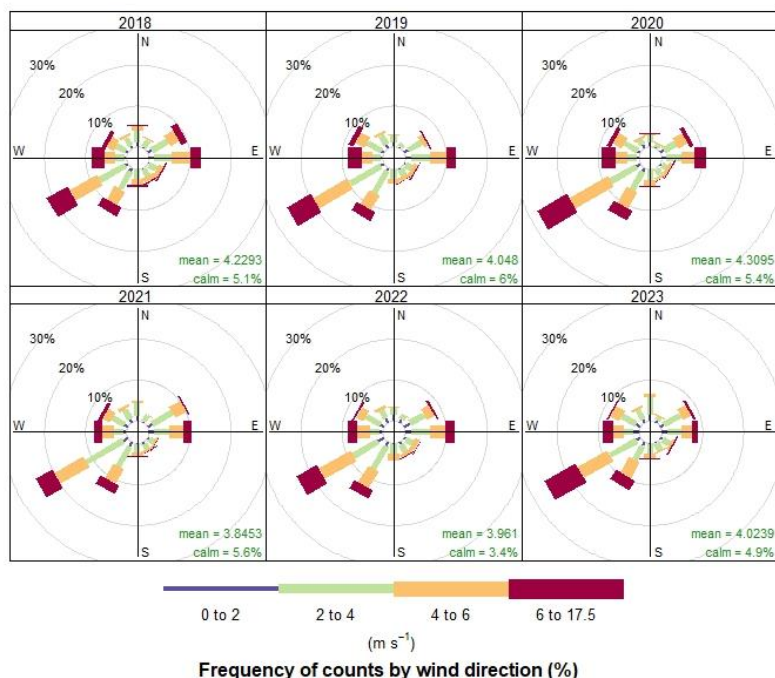 2018
2019
2020
N
N
N
30%
30%
30%
20%
20%
20%
10%
10%
10%
W
E
W
E
W
E
mean = 4.2293
calm = 5.1%
mean = 4.048
calm = 6%
mean = 4.3095
calm = 5.4%
S
S
S
2021
2022
2023
N
N
N
30%
30%
30%
20%
20%
20%
10%
10%
10%
W
E
W
E
W
E
mean = 3.8453
calm = 5.6%
mean = 3.961
calm = 3.4%
mean = 4.0239
calm = 4.9%
S
S
S
0 to 2
2 to 4
4 to 6
6 to 17.5
(m s⁻¹)
Frequency of counts by wind direction (%)